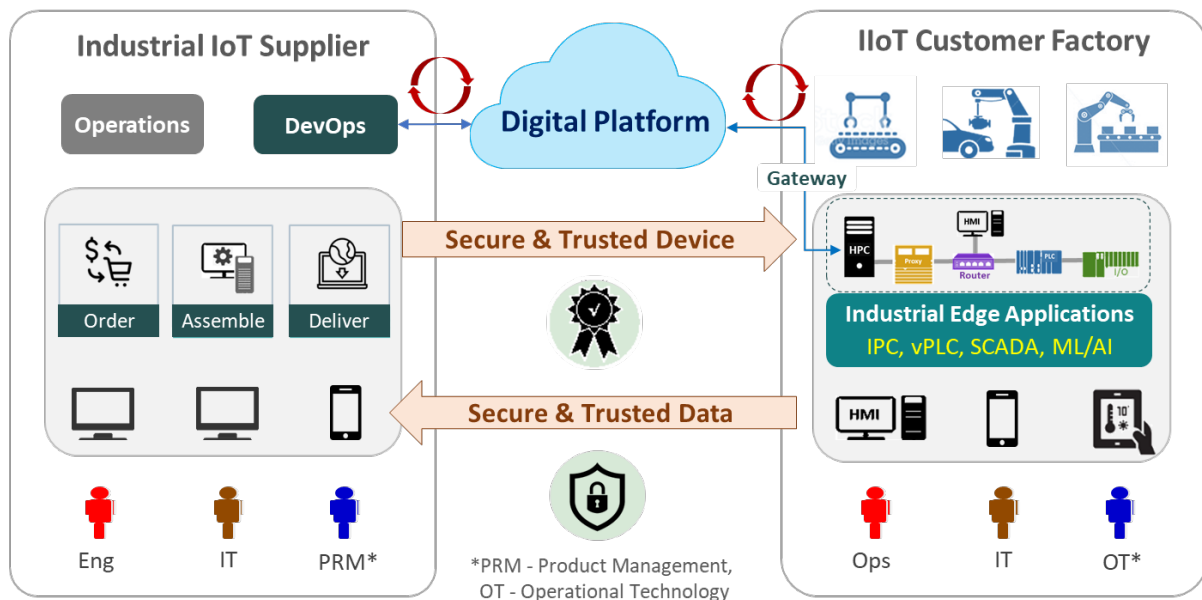 Industrial IoT Supplier
Operations
DevOps
Order
Assemble
Deliver
Eng
IT
PRM*
Digital Platform
Secure & Trusted Device
Secure & Trusted Data
*PRM - Product Management,
OT - Operational Technology
IIoT Customer Factory
Gateway
HPC
Proxy
HMI
Router
PLC
I/O
Industrial Edge Applications
IPC, vPLC, SCADA, ML/AI
HMI
10°
Ops
IT
OT*